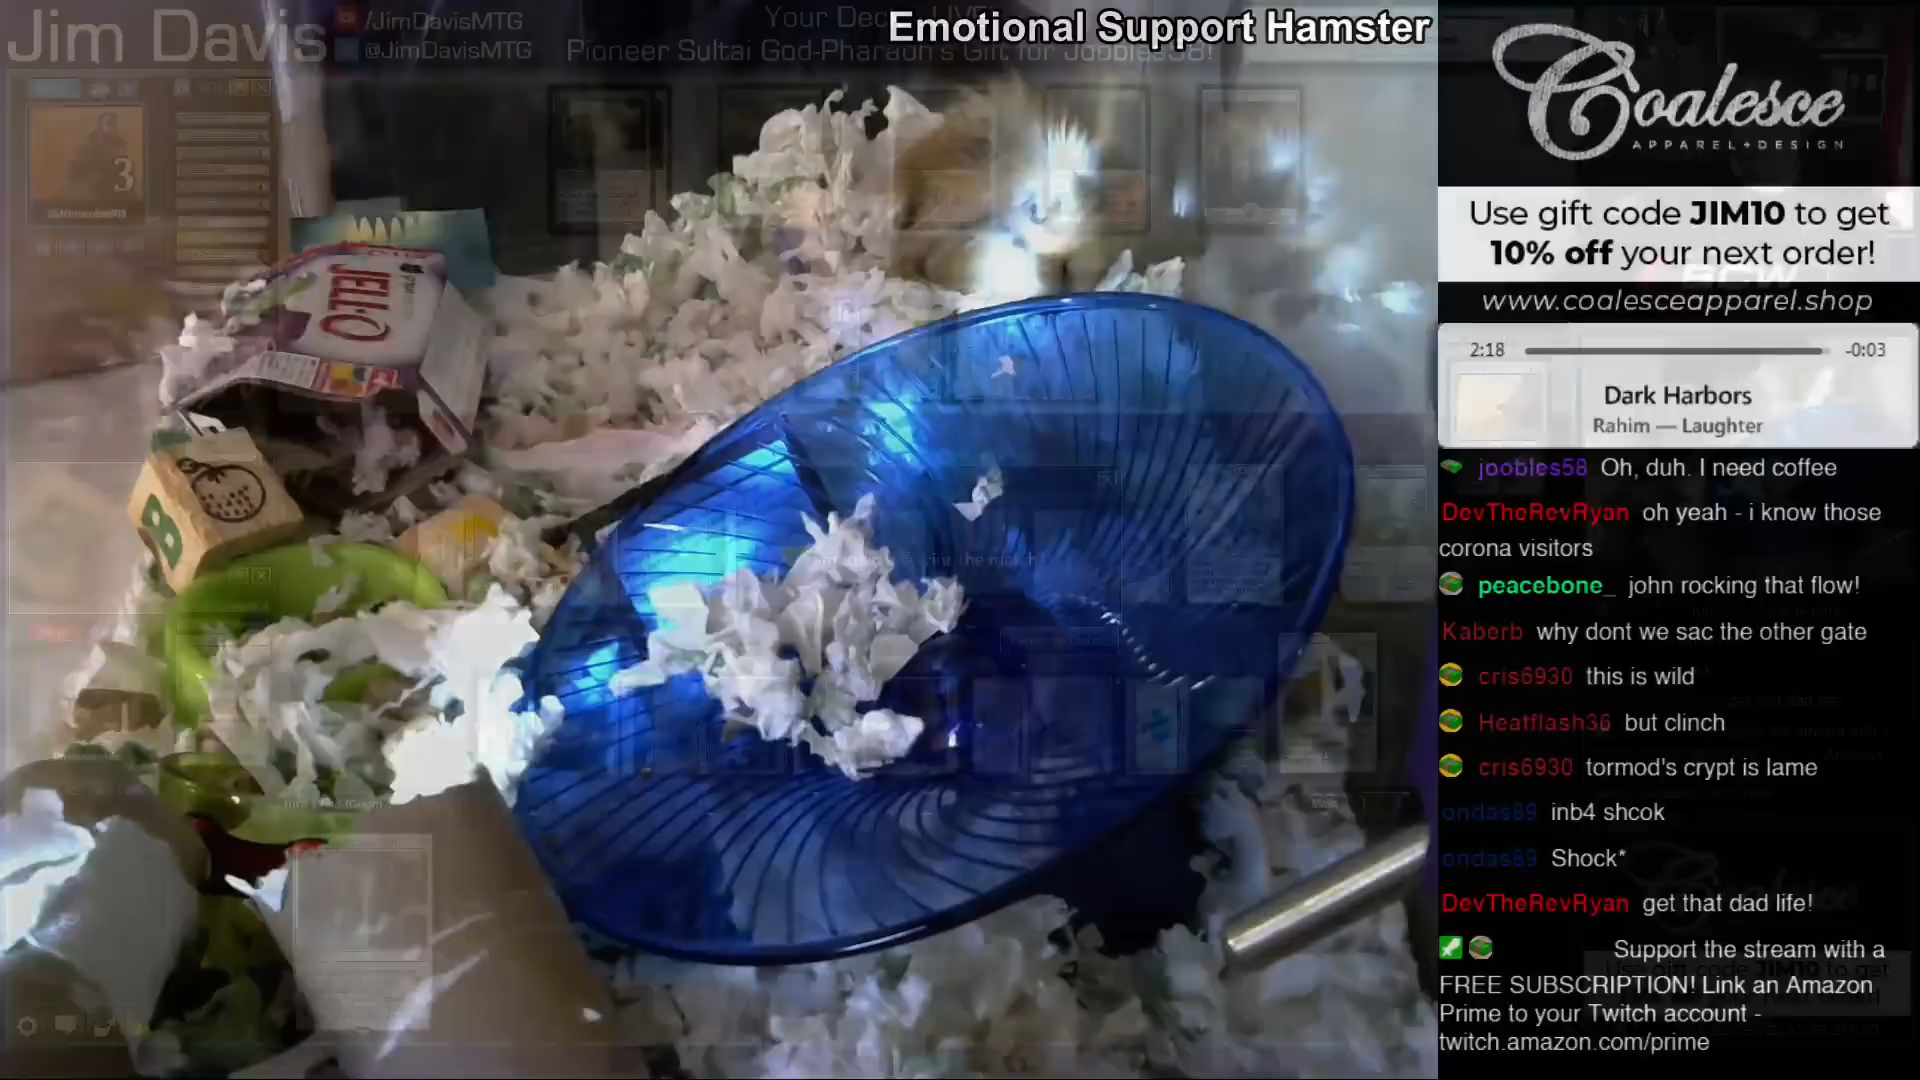 Jim Davis
/JimDavisMTG
@JimDavisMTG
Pioneer Sultai God-Pharaoh's Gift for Joobles58!
Emotional Support Hamster
3
JELL-O
B
Coalesce
APPAREL+DESIGN
Use gift code JIM10 to get
10% off your next order!
www.coalesceapparel.shop
2:18
-0:03
Dark Harbors
Rahim — Laughter
joobles58 Oh, duh. I need coffee
DevTheRevRyan oh yeah - i know those
corona visitors
peacebone_ john rocking that flow!
Kaberb why dont we sac the other gate
cris6930 this is wild
Heatflash36 but clinch
cris6930 tormod's crypt is lame
ondas89 inb4 shcok
ondas89 Shock*
DevTheRevRyan get that dad life!
Support the stream with a
FREE SUBSCRIPTION! Link an Amazon
Prime to your Twitch account -
twitch.amazon.com/prime